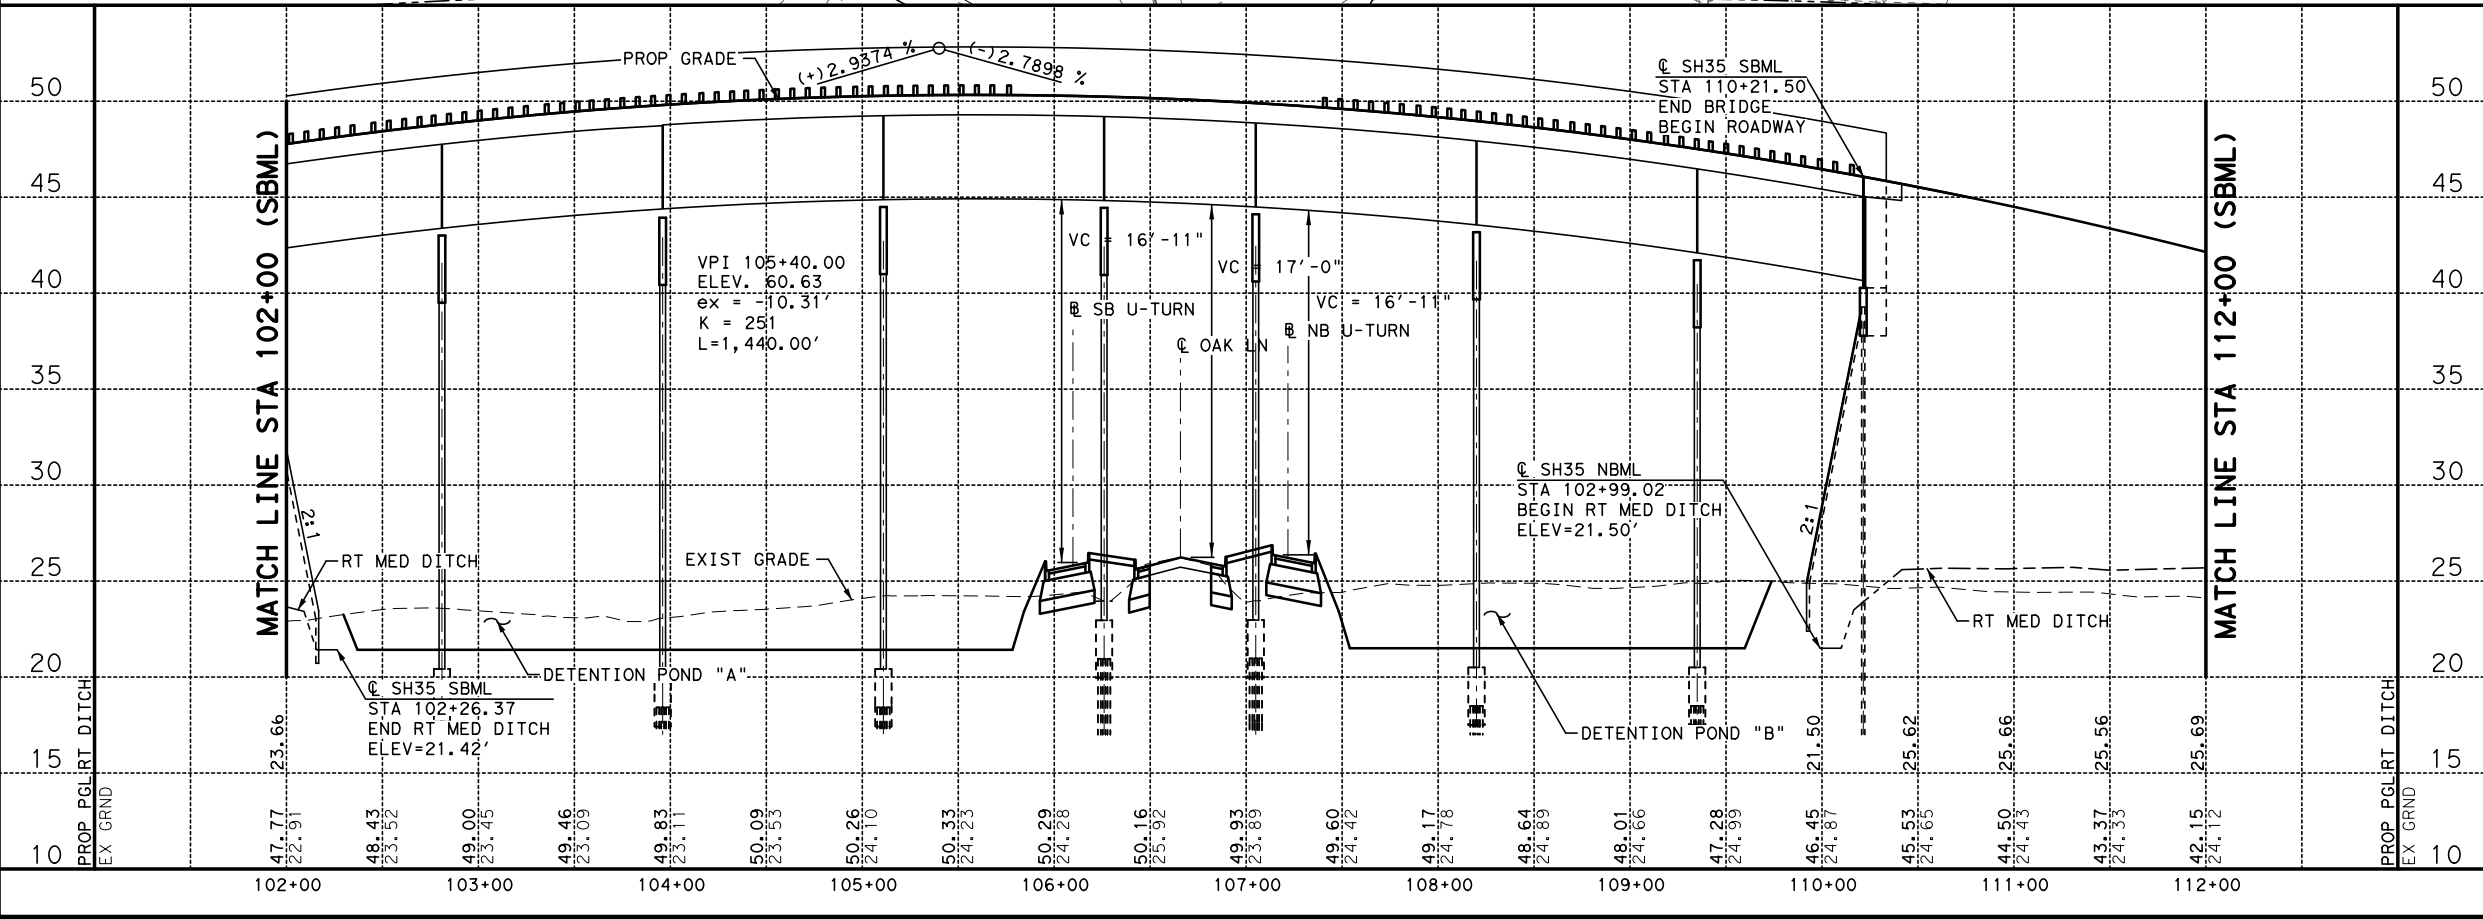 PROP GRADE
(+)2.9374 %
(-)2.7898 %
℄ SH35 SBML
STA 110+21.50
END BRIDGE
BEGIN ROADWAY
50
50
45
45
40
40
35
35
30
30
25
25
20
20
15
15
10
10
MATCH LINE STA 102+00 (SBML)
MATCH LINE STA 112+00 (SBML)
VPI 105+40.00
ELEV. 60.63
ex = -10.31'
K = 251
L=1,440.00'
VC = 16'-11"
VC = 17'-0"
VC = 16'-11"
℄ SB U-TURN
℄ OAK LN
℄ NB U-TURN
2:1
RT MED DITCH
EXIST GRADE
℄ SH35 NBML
STA 102+99.02
BEGIN RT MED DITCH
ELEV=21.50'
2:1
RT MED DITCH
DETENTION POND "A"
DETENTION POND "B"
℄ SH35 SBML
STA 102+26.37
END RT MED DITCH
ELEV=21.42'
PROP PGL RT DITCH
EX GRND
23.66
21.50
25.62
25.66
25.56
25.69
47.77
22.91
48.43
23.52
49.00
23.45
49.46
23.09
49.83
23.11
50.09
23.53
50.26
24.10
50.33
24.23
50.29
24.28
50.16
25.92
49.93
23.89
49.60
24.42
49.17
24.78
48.64
24.89
48.01
24.66
47.28
24.99
46.45
24.87
45.53
24.65
44.50
24.43
43.37
24.33
42.15
24.12
PROP PGL RT DITCH
EX GRND
102+00
103+00
104+00
105+00
106+00
107+00
108+00
109+00
110+00
111+00
112+00